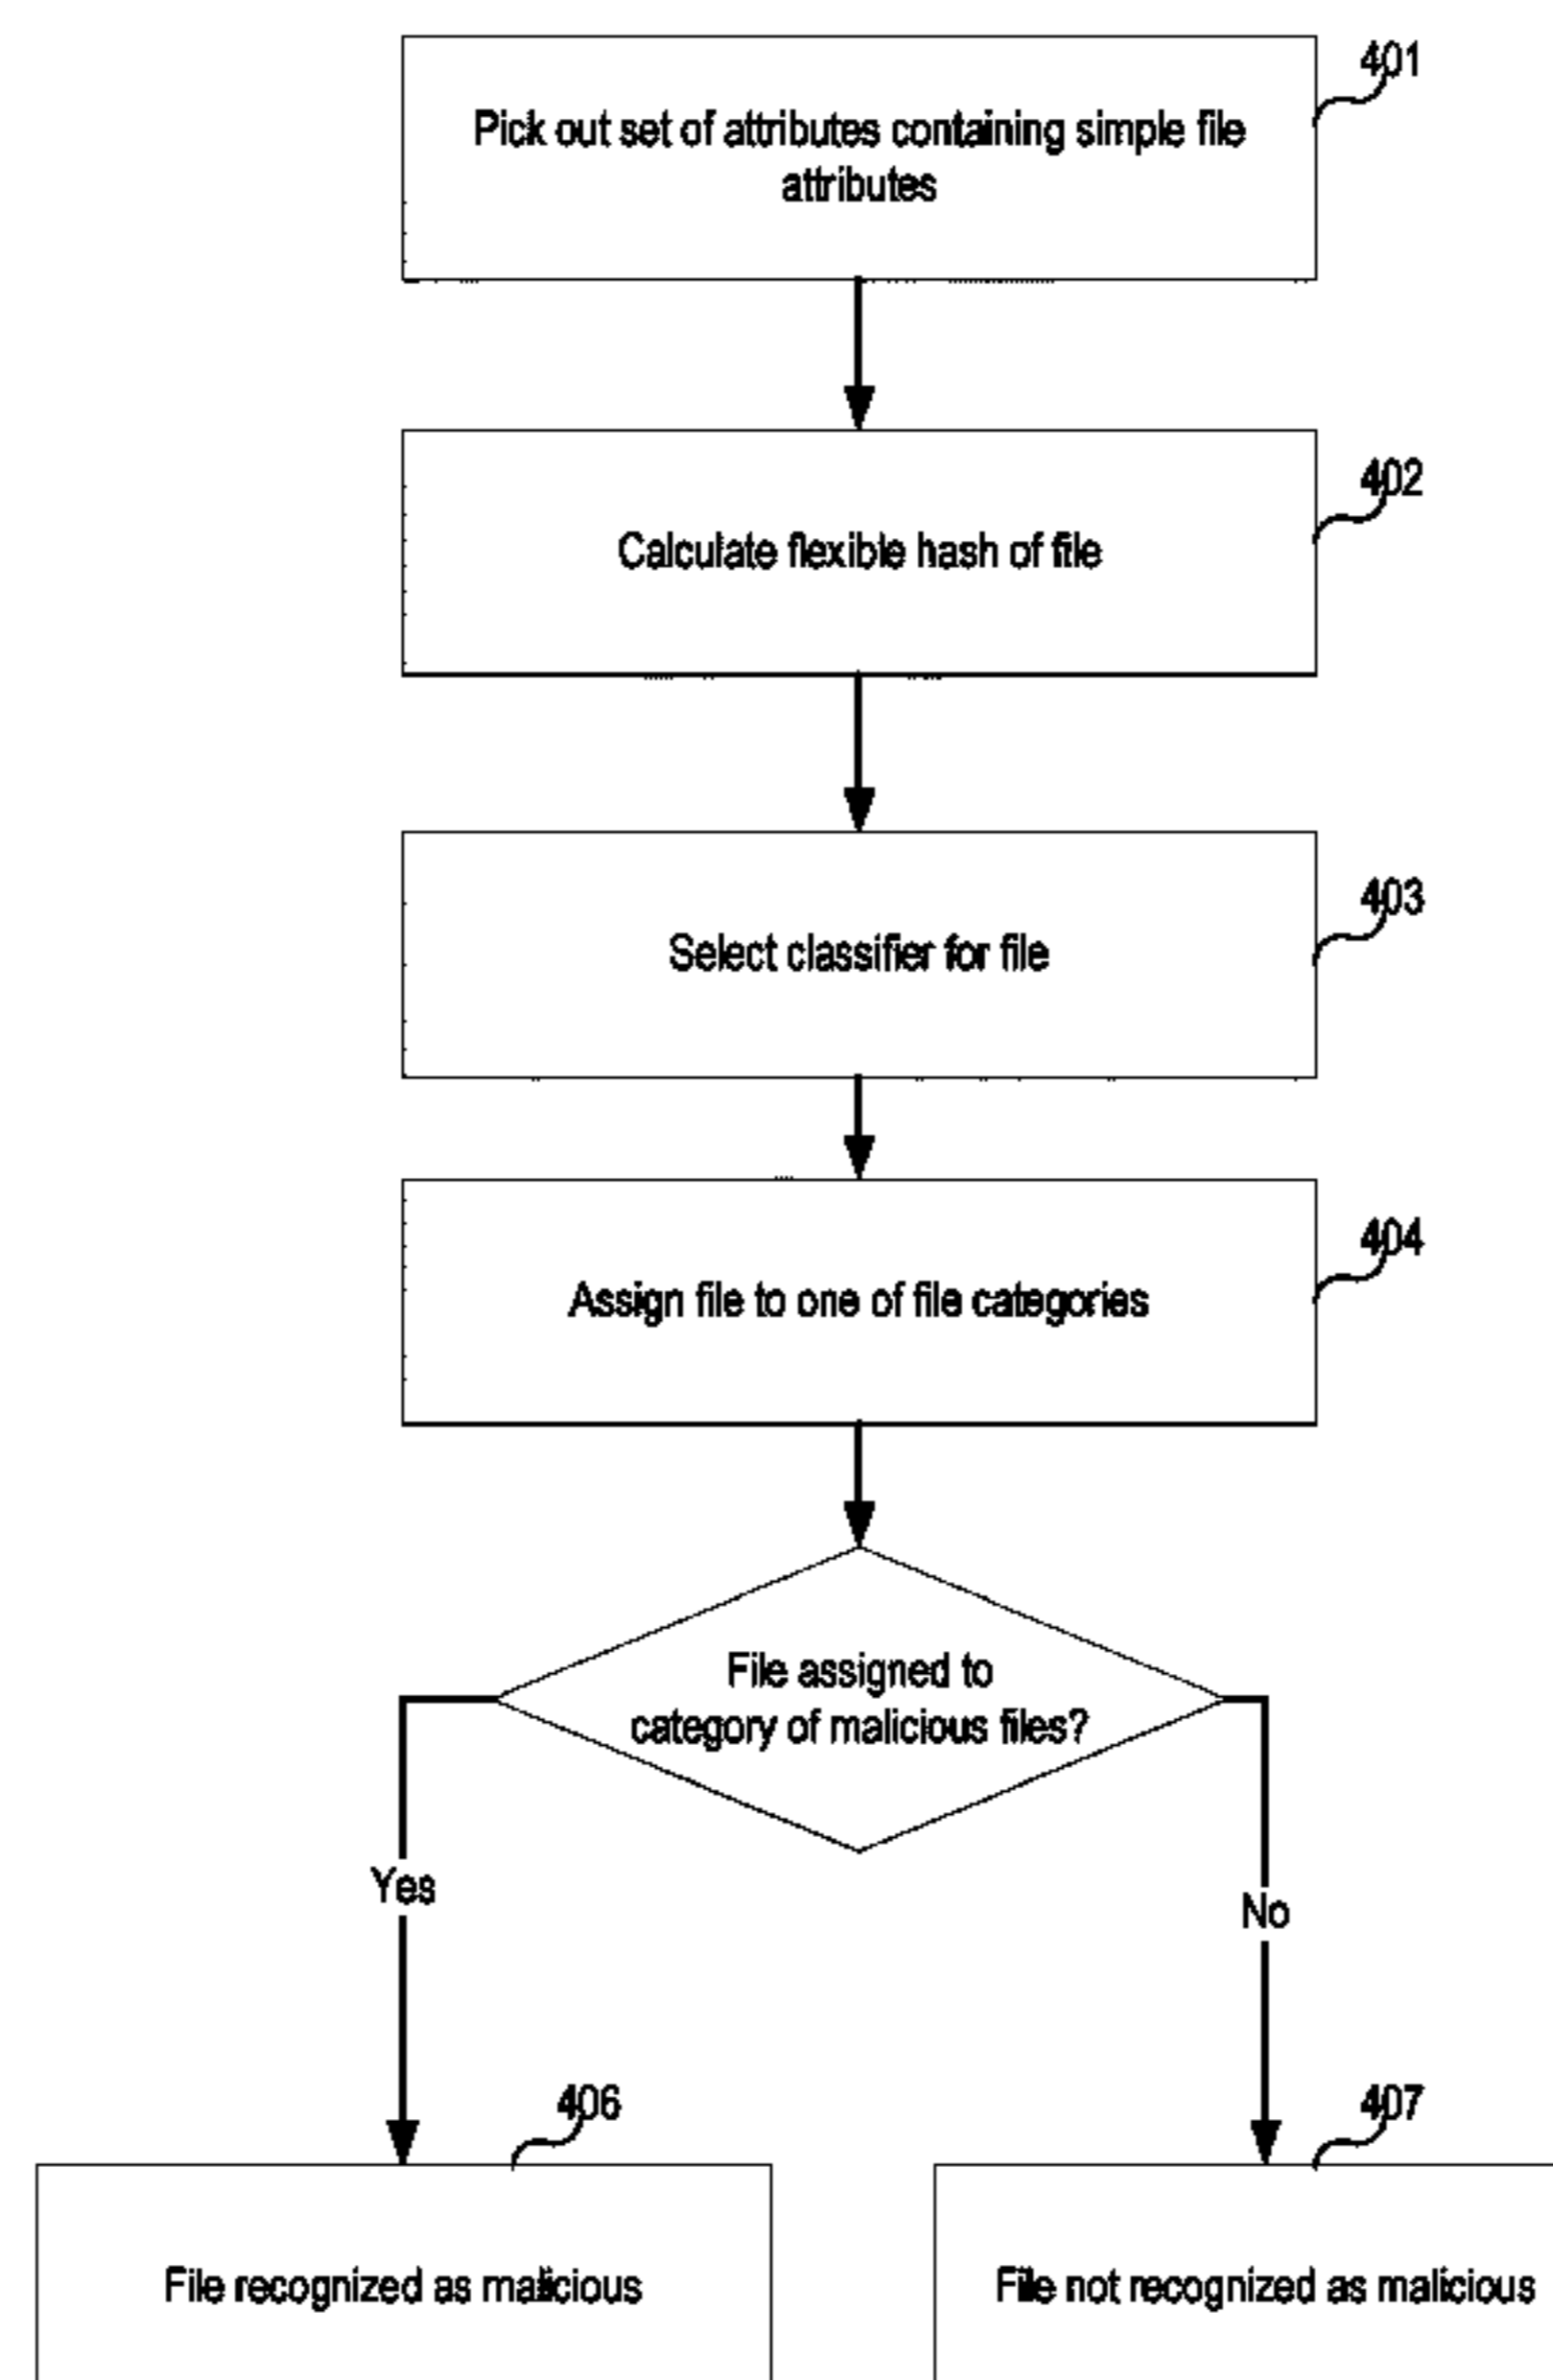 401
Pick out set of attributes containing simple file
attributes
402
Calculate flexible hash of file
403
Select classifier for file
404
Assign file to one of file categories
File assigned to
category of malicious files?
Yes
No
406
407
File recognized as malicious
File not recognized as malicious